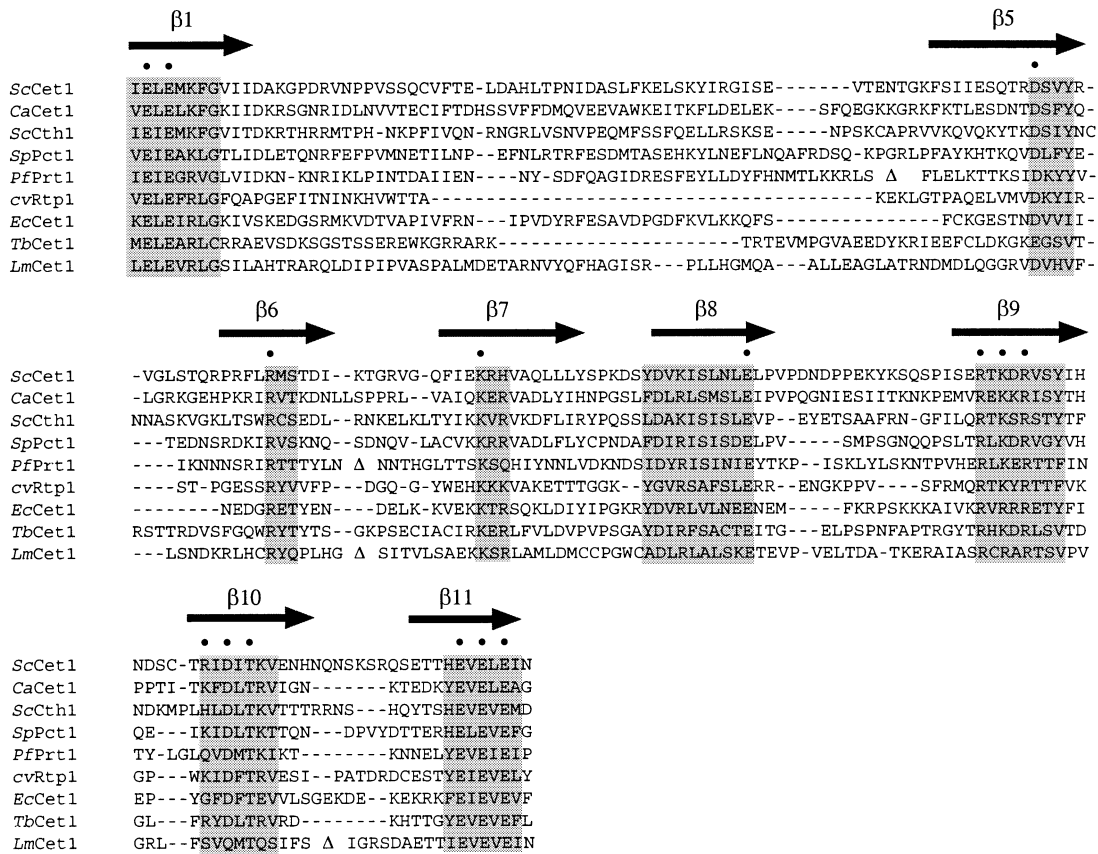 β1 β5
ScCet1 IELEMKFGVIIDAKGPDRVNPPVSSQCVFTE-LDAHLTPNIDASLFKELSKYIRGISE-------VTENTGKFSIIESQTRDSVYR-
CaCet1 VELELKFGKIIDKRSGNRIDLNVVTECIFTDHSSVFFDMQVEEVAWKEITKFLDELEK-------SFQEGKKGRKFKTLESDNTDSFYQ-
ScCth1 IEIEMKFGVITDKRTHRRMTPH-NKPFIVQN-RNGRLVSNVPEQMFSSFQELLRSKSE-----NPSKCAPRVVKQVQKYTKDSIYNC
SpPct1 VEIEAKLGTLIDLETQNRFEFPVMNETILNP--EFNLRTRFESDMTASEHKYLNEFLNQAFRDSQ-KPGRLPFAYKHTKQVDLFYE-
PfPrt1 IEIEGRVGLVIDKN-KNRIKLPINTDAIIEN----NY-SDFQAGIDRESFEYLLDYFHNMTLKKRLS Δ FLELKTTKSIDKYYV-
cvRtp1 VELEFRLGFQAPGEFITNINKHVWTTA-----------------------------------KEKLGTPAQELVMVDKYIR-
EcCet1 KELEIRLGKIVSKEDGSRMKVDTVAPIVFRN---IPVDYRFESAVDPGDFKVLKKQFS-------------FCKGESTNDVVII-
TbCet1 MELEARLCRRAEVSDKSGSTSSEREWKGRRARK----------------------TRTEVMPGVAEEDYKRIEEFCLDKGKEGSVT-
LmCet1 LELEVRLGSILAHTRARQLDIPIPVASPALMDETARNVYQFHAGISR---PLLHGMQA--ALLEAGLATRNDMDLQGGRVDVHVF-
β6 β7 β8 β9
ScCet1 -VGLSTQRPRFLRMSTDI-KTGRVG-QFIEKRHVAQLLLYSPKDSYDVKISLNLELPVPDNDPPEKYKSQSPISERTKDRVSYIH
CaCet1 -LGRKGEHPKRIRVTKDNLLSPPRL-VAIQKERVADLYIHNPGSLFDLRLSMSLEIPVPQGNIESIITKNKPEMVREKKRISYTH
ScCth1 NNASKVGKLTSWRCSEDL-RNKELKLTYIKKVRVKDFLIRYPQSSLDAKISISLEVP--EYETSAAFRN-GFILQRTKSRSTYTF
SpPct1 ---TEDNSRDKIRVSKNQ-SDNQVL-ACVKKRRVADLFLYCPNDAFDIRISISDELPV-----SMPSGNQQPSLTRLKDRVGYVH
PfPrt1 ----IKNNNSRIRTTTYLN Δ NNTHGLTTSKSQHIYNNLVDKNDSIDYRISINIEYTKP--ISKLYLSKNTPVHERLKERTTFIN
cvRtp1 ----ST-PGESSRYVVFP--DGQ-G-YWEHKKKVAKETTTGGK-YGVRSAFSLERR--ENGKPPV-----SFRMQRTKYRTTFVK
EcCet1 ------NEDGRETYEN----DELK-KVEKKTRSQKLDIYIPGKRYDVRLVLNEENEM-----FKRPSKKKAIVKRVRRRETYFI
TbCet1 RSTTRDVSFGQWRYTYTS-GKPSECIACIRKERLFVLDVPVPSGAYDIRFSACTEITG---ELPSPNFAPTRGYTRHKDRLSVTD
LmCet1 ---LSNDKRLHCRYQPLHG Δ SITVLSAEKKSRLAMLDMCCPGWCADLRLALSKETEVP-VELTDA-TKERAIASRCRARTSVPV
β10 β11
ScCet1 NDSC-TRIDITKVENHNQNSKSRQSETTHEVELEIN
CaCet1 PPTI-TKFDLTRVIGN-------KTEDKYEVELEAG
ScCth1 NDKMPLHLDLTKVTTTRRNS---HQYTSHEVEVEMD
SpPct1 QE---IKIDLTKTTQN---DPVYDTTERHELEVEFG
PfPrt1 TY-LGLQVDMTKIKT-------KNNELYEVEIEIP
cvRtp1 GP---WKIDFTRVESI--PATDRDCESTYEIEVELY
EcCet1 EP---YGFDFTEVVLSGEKDE--KEKRKFEIEVEVF
TbCet1 GL---FRYDLTRVRD-------KHTTGYEVEVEFL
LmCet1 GRL--FSVQMTQSIFS Δ IGRSDAETTIEVEVEIN